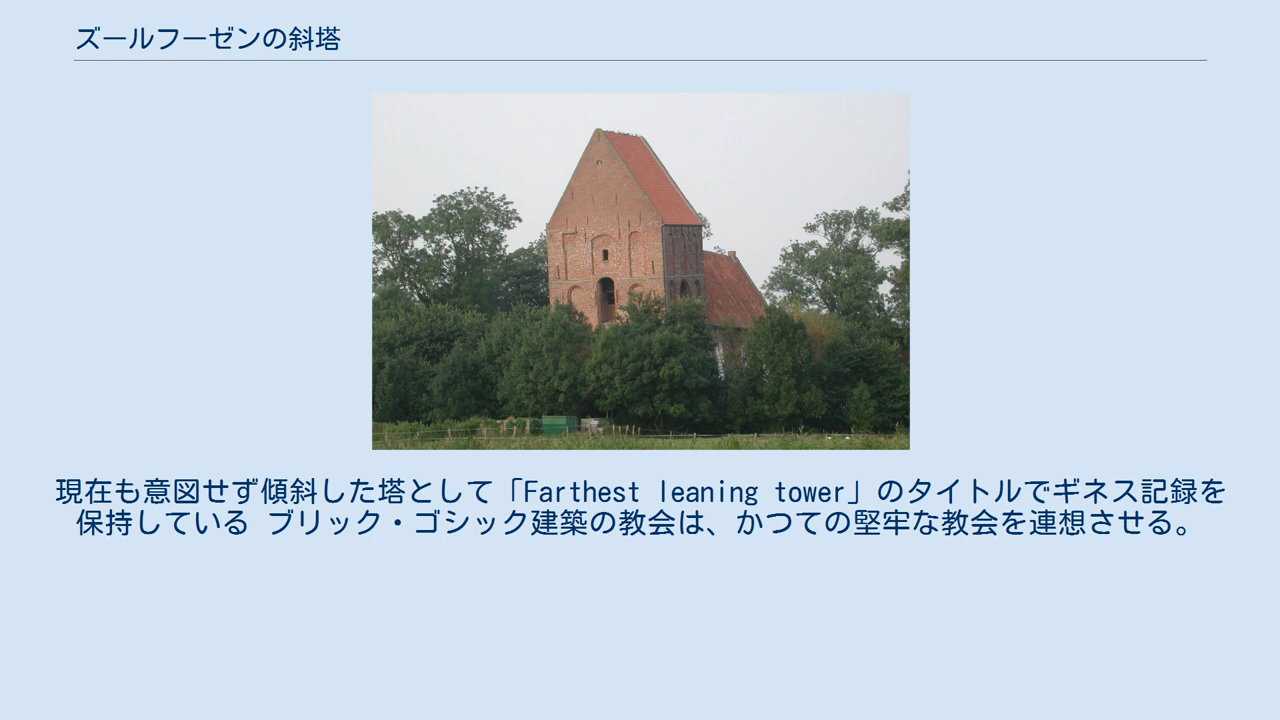 ズールフーゼンの斜塔
現在も意図せず傾斜した塔として「Farthest leaning tower」のタイトルでギネス記録を
保持している ブリック・ゴシック建築の教会は、かつての堅牢な教会を連想させる。